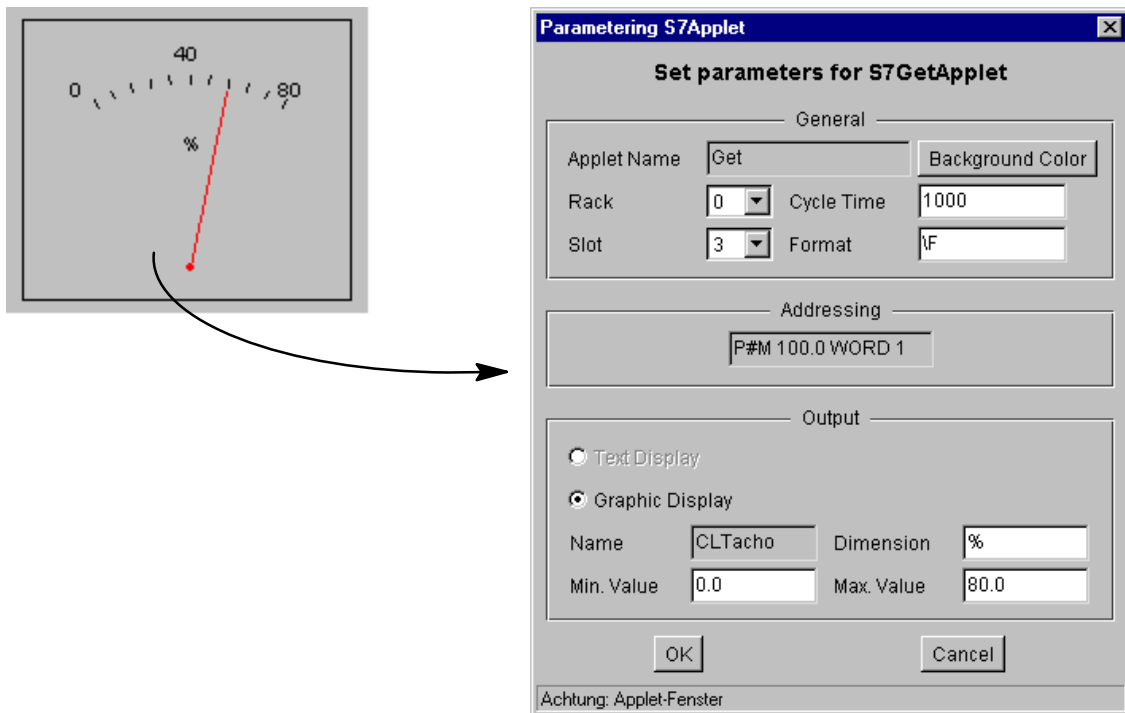 40
0
80
%
Parametering S7Applet
Set parameters for S7GetApplet
General
Applet Name Get Background Color
Rack 0 Cycle Time 1000
Slot 3 Format \F
Addressing
P#M 100.0 WORD 1
Output
Text Display
Graphic Display
Name CLTacho Dimension %
Min. Value 0.0 Max. Value 80.0
OK Cancel
Achtung: Applet-Fenster